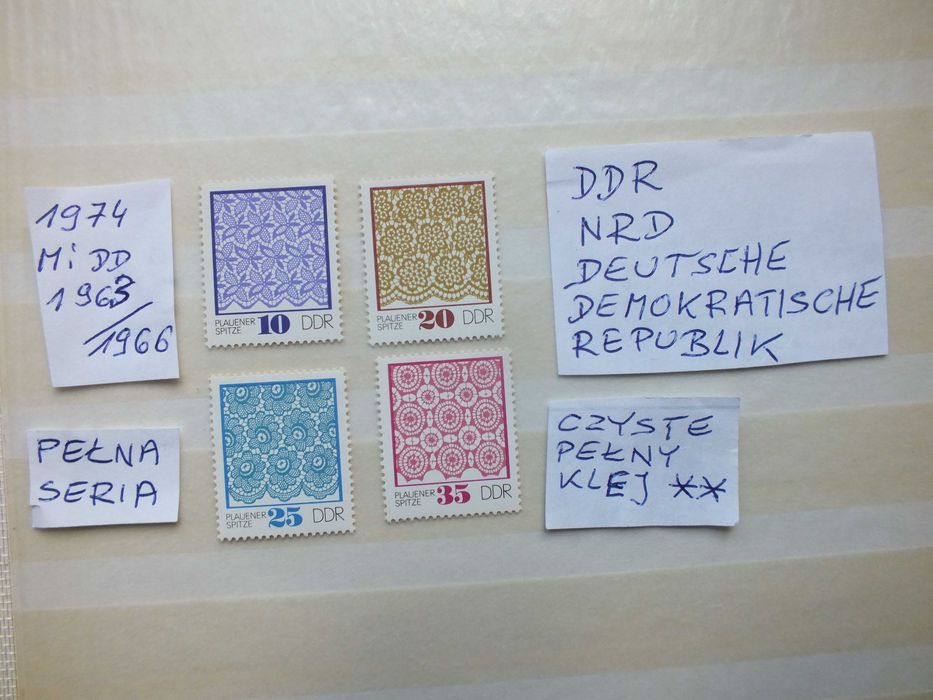 1974
Mi DD
1963
/1966
PEŁNA
SERIA
PLAUENER
SPITZE 10 DDR
PLAUENER
SPITZE 20 DDR
PLAUENER
SPITZE 25 DDR
PLAUENER
SPITZE 35 DDR
DDR
NRD
DEUTSCHE
DEMOKRATISCHE
REPUBLIK
CZYSTE
PEŁNY
KLEJ **